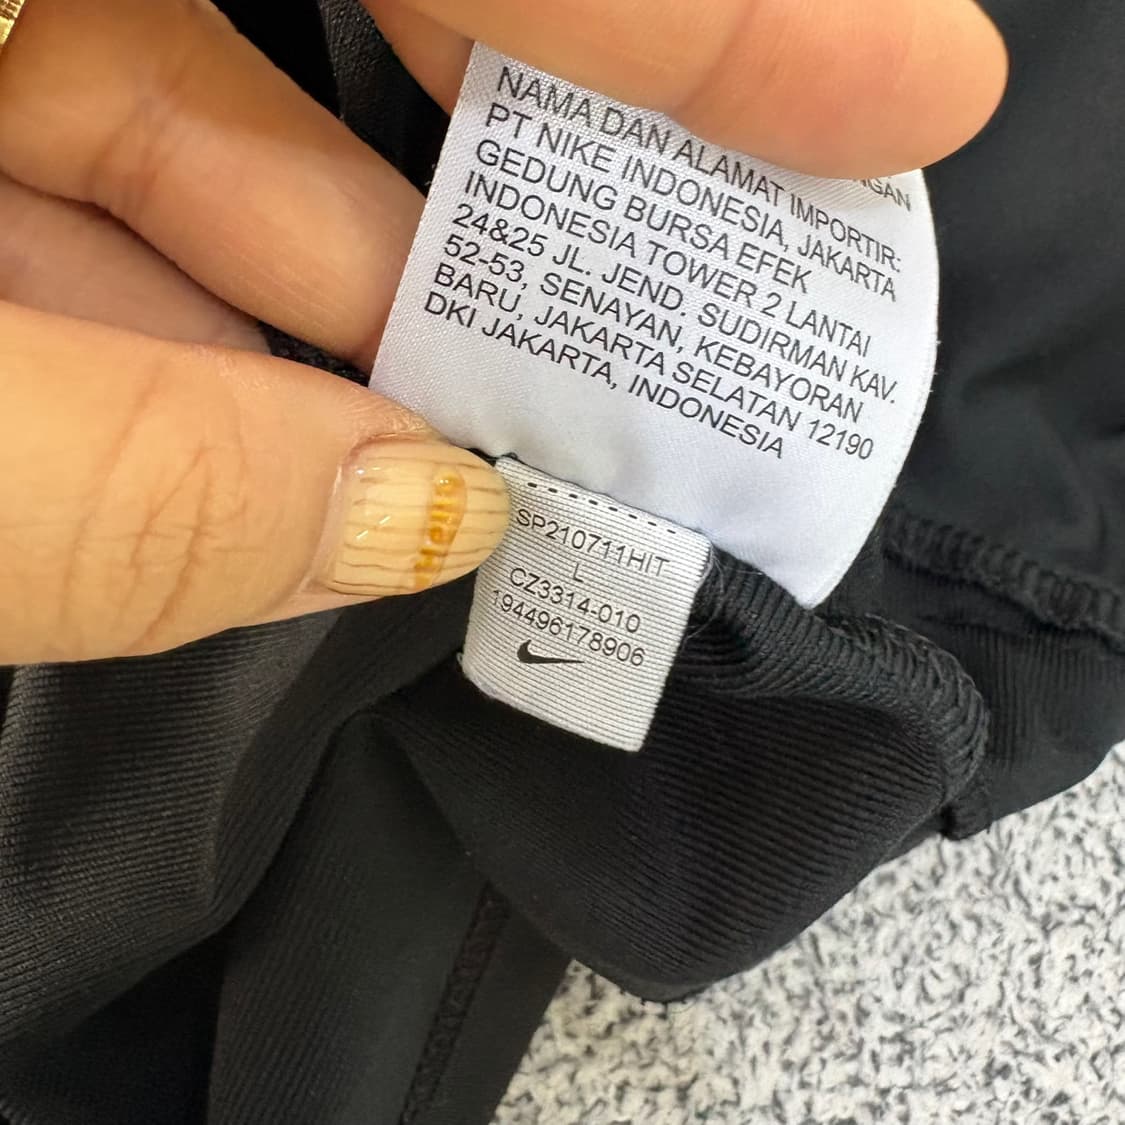 NAMA DAN ALAMAT IMPORTIR:
PT NIKE INDONESIA, JAKARTA
GEDUNG BURSA EFEK
INDONESIA TOWER 2 LANTAI
24&25 JL. JEND. SUDIRMAN KAV.
52-53, SENAYAN, KEBAYORAN
BARU, JAKARTA SELATAN 12190
DKI JAKARTA, INDONESIA
SP210711HIT
L
CZ3314-010
194496178906